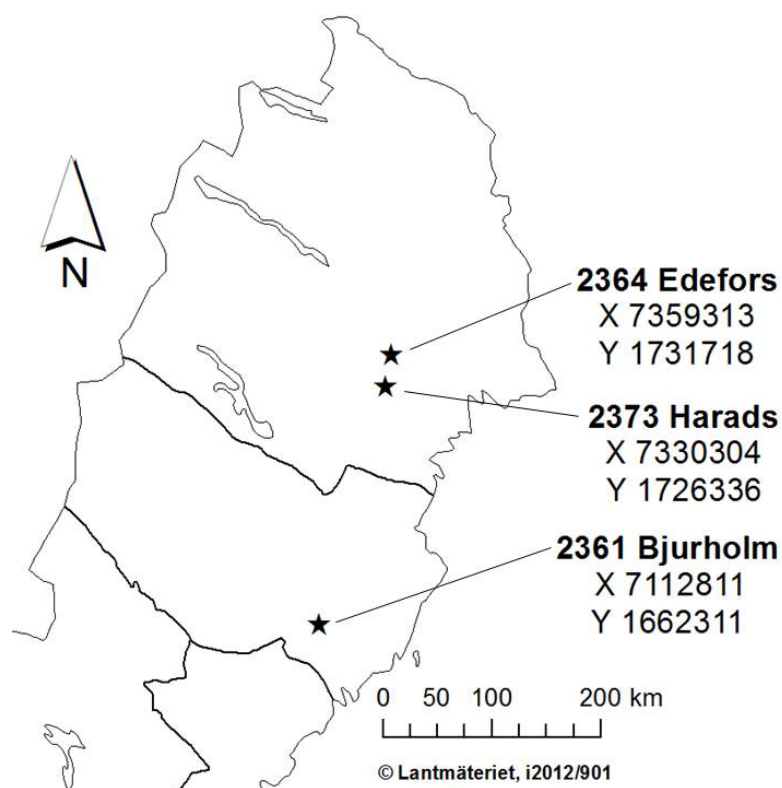 N
2364 Edefors
X 7359313
Y 1731718
2373 Harads
X 7330304
Y 1726336
2361 Bjurholm
X 7112811
Y 1662311
0 50 100 200 km
© Lantmäteriet, i2012/901